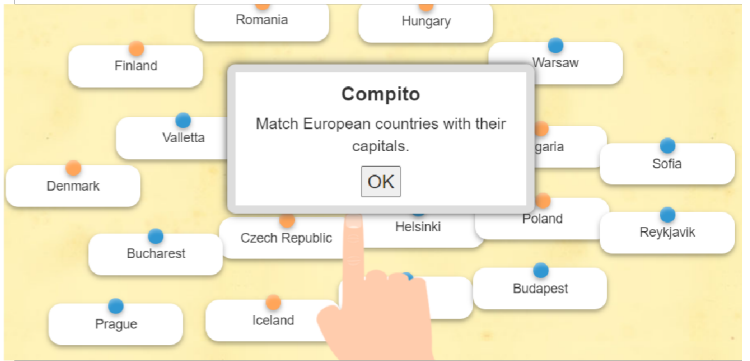 Romania
Hungary
Finland
Warsaw
Compito
Match European countries with their
capitals.
OK
Valletta
garia
Sofia
Denmark
Poland
Helsinki
Reykjavik
Czech Republic
Bucharest
Budapest
Iceland
Prague